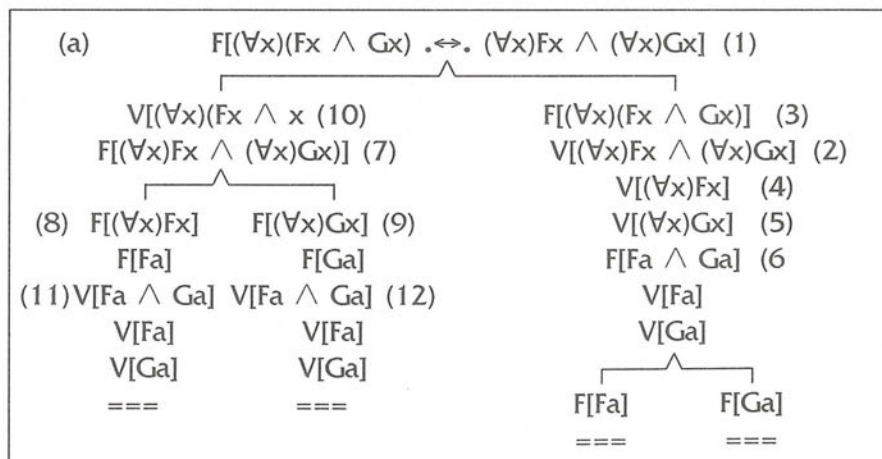 (a) F[(∀x)(Fx ∧ Gx) .↔. (∀x)Fx ∧ (∀x)Gx] (1)
V[(∀x)(Fx ∧ x (10) F[(∀x)(Fx ∧ Gx)] (3)
F[(∀x)Fx ∧ (∀x)Gx)] (7) V[(∀x)Fx ∧ (∀x)Gx] (2)
V[(∀x)Fx] (4)
(8) F[(∀x)Fx] F[(∀x)Gx] (9) V[(∀x)Gx] (5)
F[Fa] F[Ga] F[Fa ∧ Ga] (6
(11)V[Fa ∧ Ga] V[Fa ∧ Ga] (12) V[Fa]
V[Fa] V[Fa] V[Ga]
V[Ga] V[Ga]
=== === F[Fa] F[Ga]
=== ===